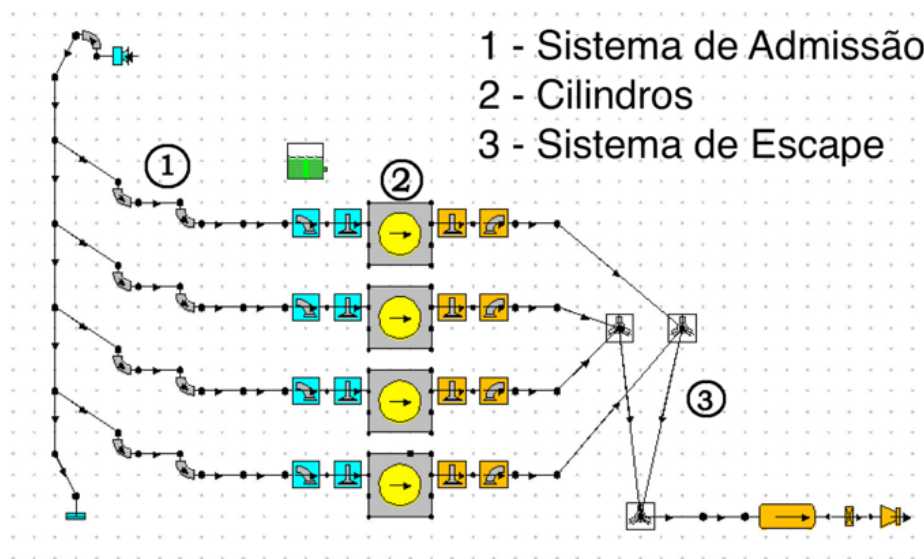 1 - Sistema de Admissão
2 - Cilindros
3 - Sistema de Escape
1
2
3